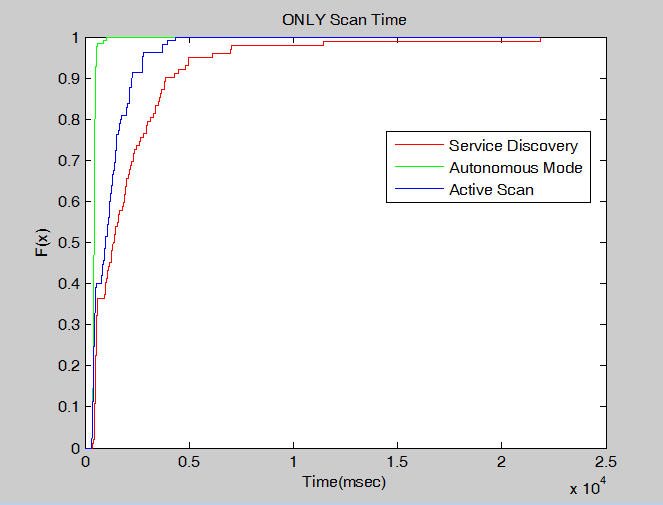 ONLY Scan Time
1
0.9
0.8
0.7
0.6
0.5
0.4
0.3
0.2
0.1
0
F(x)
Service Discovery
Autonomous Mode
Active Scan
0 0.5 1 1.5 2 2.5
Time(msec)
x 10^4